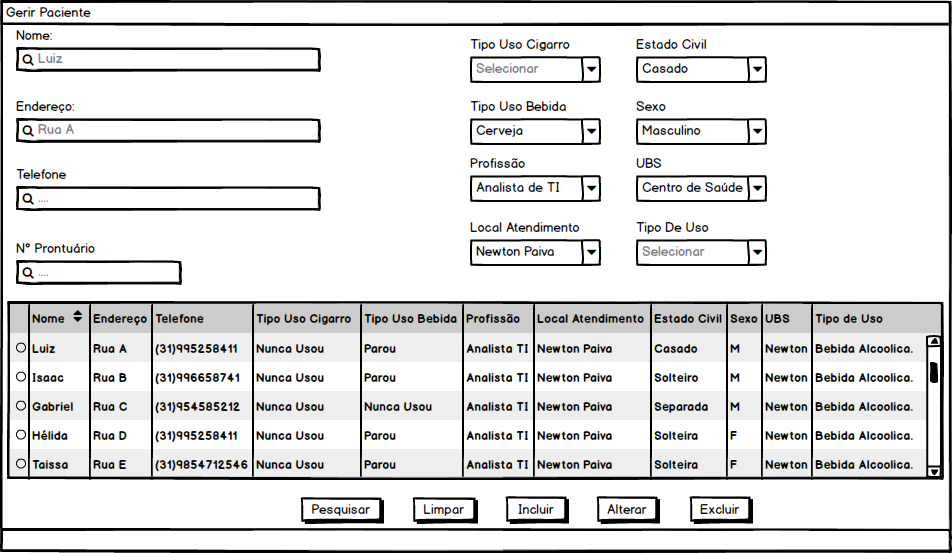 Gerir Paciente
Nome:
Luiz
Endereço:
Rua A
Telefone
....
Nº Prontuário
....
Tipo Uso Cigarro
Selecionar
Estado Civil
Casado
Tipo Uso Bebida
Cerveja
Sexo
Masculino
Profissão
Analista de TI
UBS
Centro de Saúde
Local Atendimento
Newton Paiva
Tipo De Uso
Selecionar
Nome Endereço Telefone Tipo Uso Cigarro Tipo Uso Bebida Profissão Local Atendimento Estado Civil Sexo UBS Tipo de Uso
Luiz Rua A (31)995258411 Nunca Usou Parou Analista TI Newton Paiva Casado M Newton Bebida Alcoolica.
Isaac Rua B (31)996658741 Nunca Usou Parou Analista TI Newton Paiva Solteiro M Newton Bebida Alcoolica.
Gabriel Rua C (31)954585212 Nunca Usou Nunca Usou Analista TI Newton Paiva Separada M Newton Bebida Alcoolica.
Hélida Rua D (31)995258411 Nunca Usou Parou Analista TI Newton Paiva Solteira F Newton Bebida Alcoolica.
Taissa Rua E (31)9854712546 Nunca Usou Parou Analista TI Newton Paiva Solteira F Newton Bebida Alcoolica.
Pesquisar Limpar Incluir Alterar Excluir